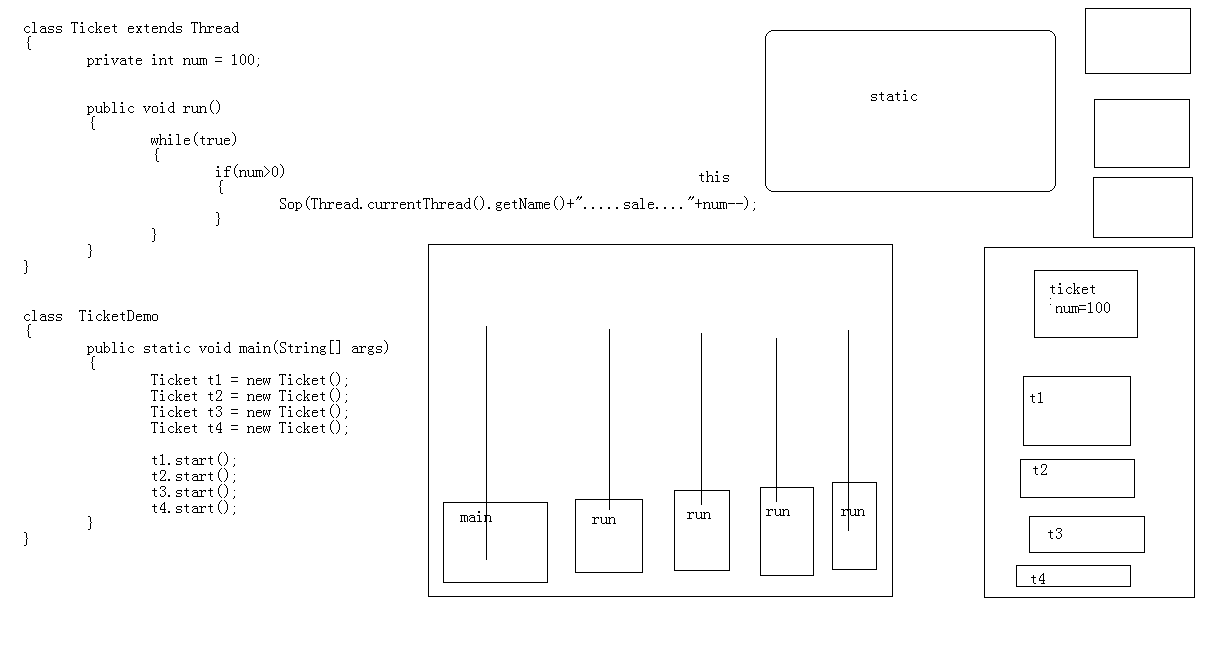 class Ticket extends Thread
{
private int num = 100;
public void run()
{
while(true)
{
if(num>0)
{
Sop(Thread.currentThread().getName()+".....sale...."+num--);
}
}
}
}
class  TicketDemo
{
public static void main(String[] args)
{
Ticket t1 = new Ticket();
Ticket t2 = new Ticket();
Ticket t3 = new Ticket();
Ticket t4 = new Ticket();
t1.start();
t2.start();
t3.start();
t4.start();
}
}
this
static
main
run
run
run
run
ticket
num=100
t1
t2
t3
t4